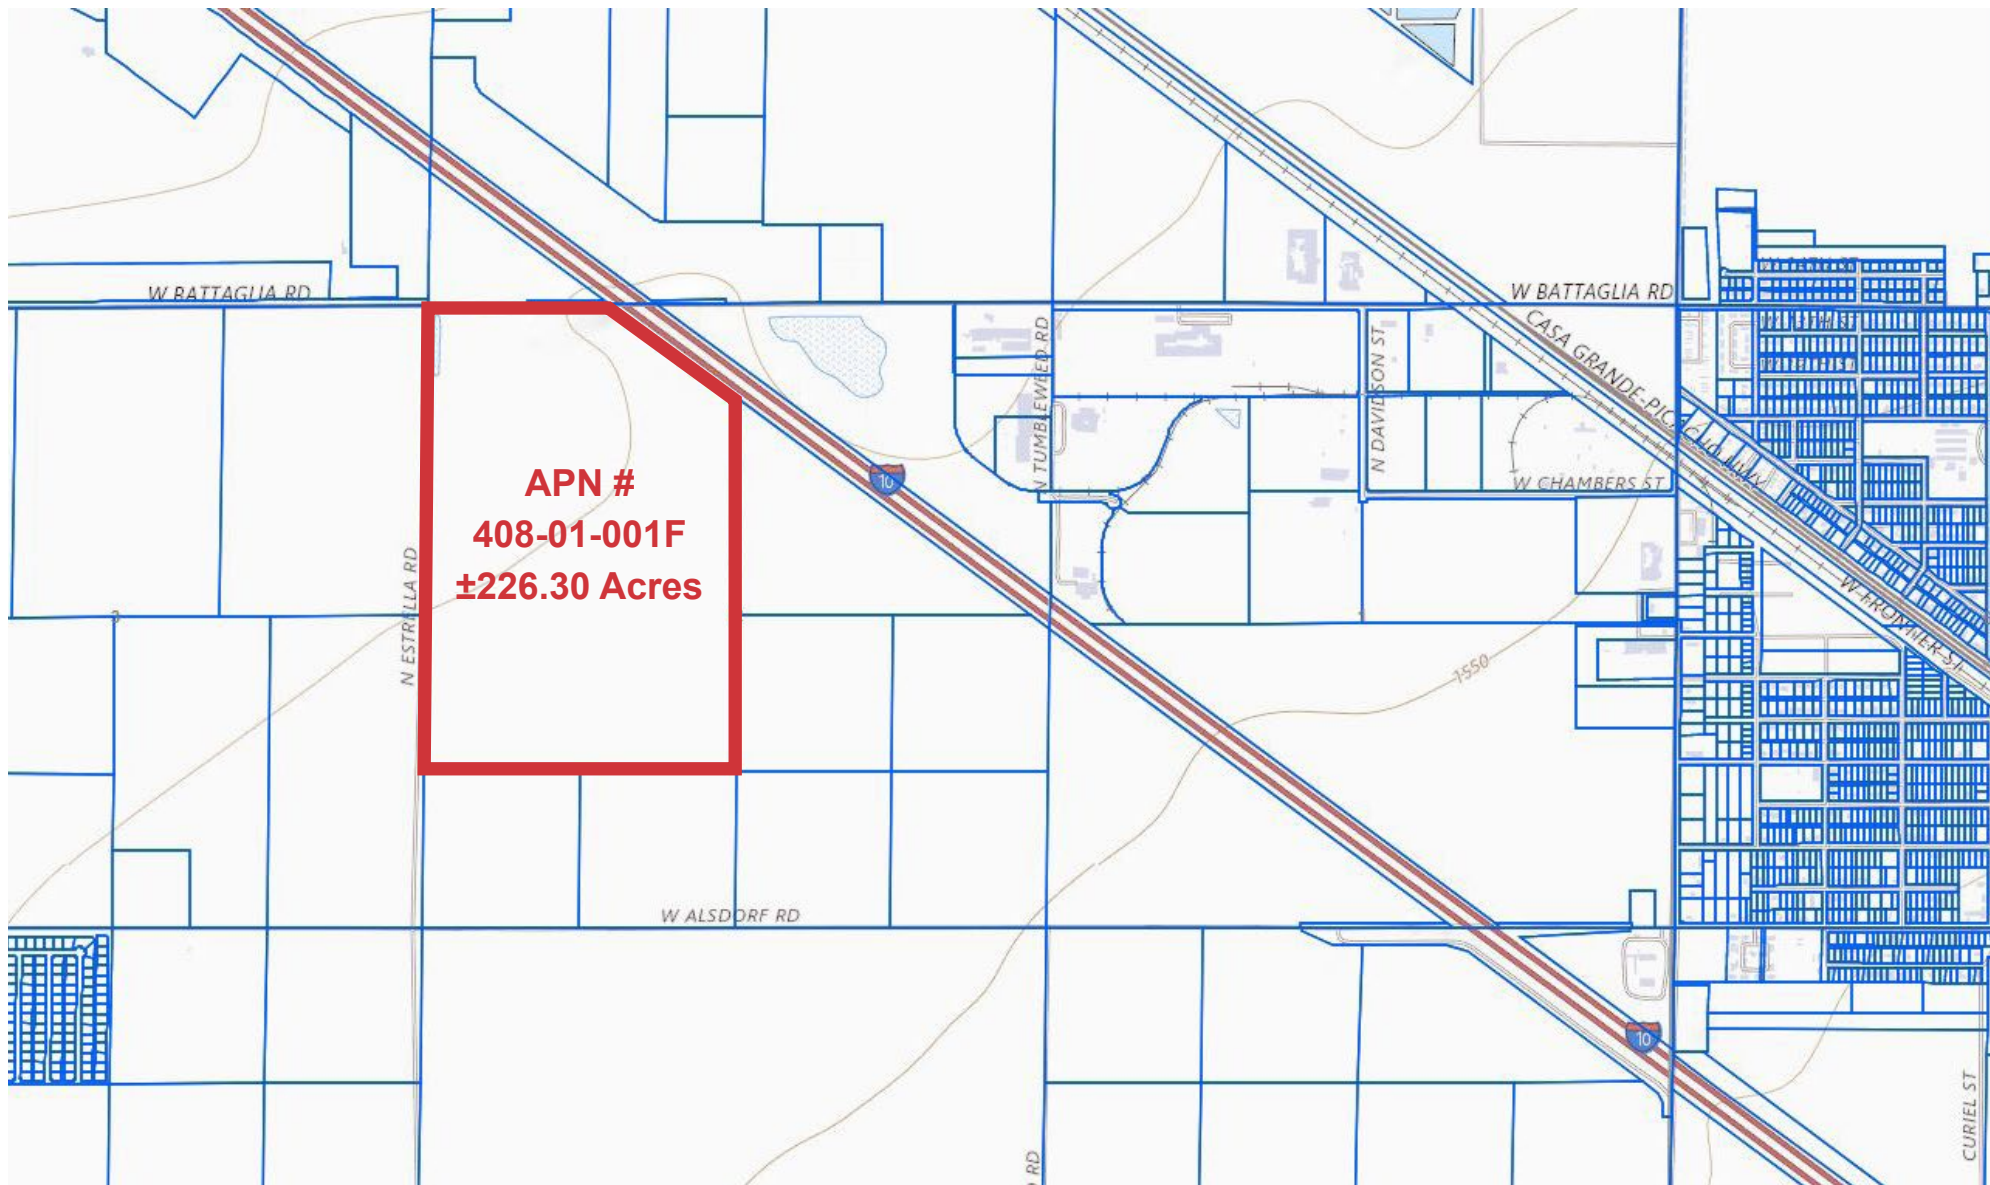 W BATTAGLIA RD
W BATTAGLIA RD
CASA GRANDE-PICACHO HWY
N TUMBLEWEED RD
N DAVIDSON ST
10
W CHAMBERS ST
APN #
408-01-001F
±226.30 Acres
N ESTRELLA RD
W FRONTIER ST
1550
W ALSDORF RD
10
CURIEL ST
RD